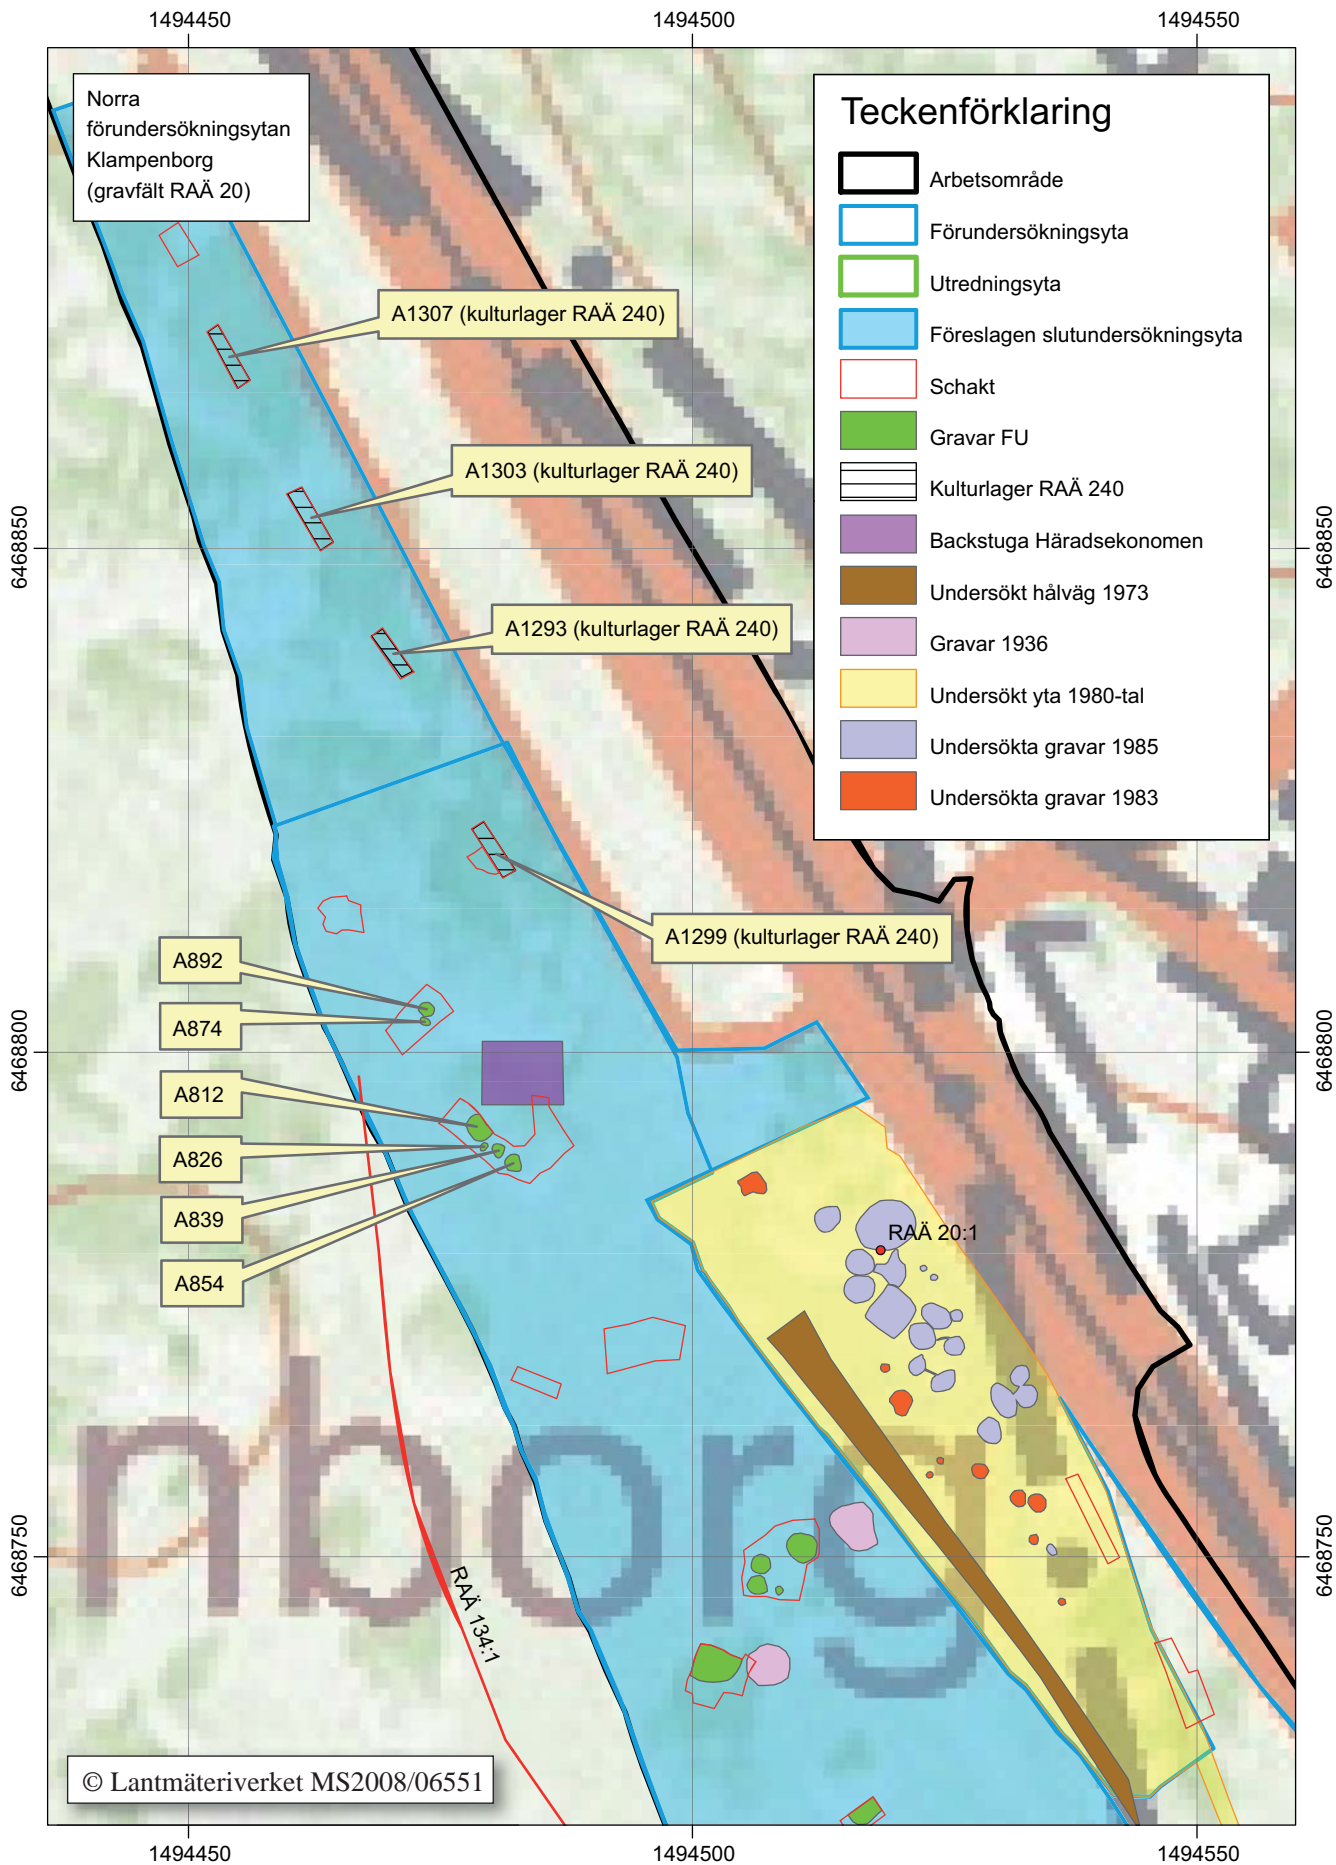 1494450
1494500
1494550
Norra
förundersökningsytan
Klampenborg
(gravfält RAÄ 20)
Teckenförklaring
Arbetsområde
Förundersökningsyta
Utredningsyta
Föreslagen slutundersökningsyta
Schakt
Gravar FU
Kulturlager RAÄ 240
Backstuga Häradsekonomen
Undersökt hålväg 1973
Gravar 1936
Undersökt yta 1980-tal
Undersökta gravar 1985
Undersökta gravar 1983
A1307 (kulturlager RAÄ 240)
A1303 (kulturlager RAÄ 240)
6468850
6468850
A1293 (kulturlager RAÄ 240)
A1299 (kulturlager RAÄ 240)
A892
A874
6468800
6468800
A812
A826
A839
A854
RAÄ 20:1
nborg
6468750
6468750
RAÄ 134:1
© Lantmäteriverket MS2008/06551
1494450
1494500
1494550